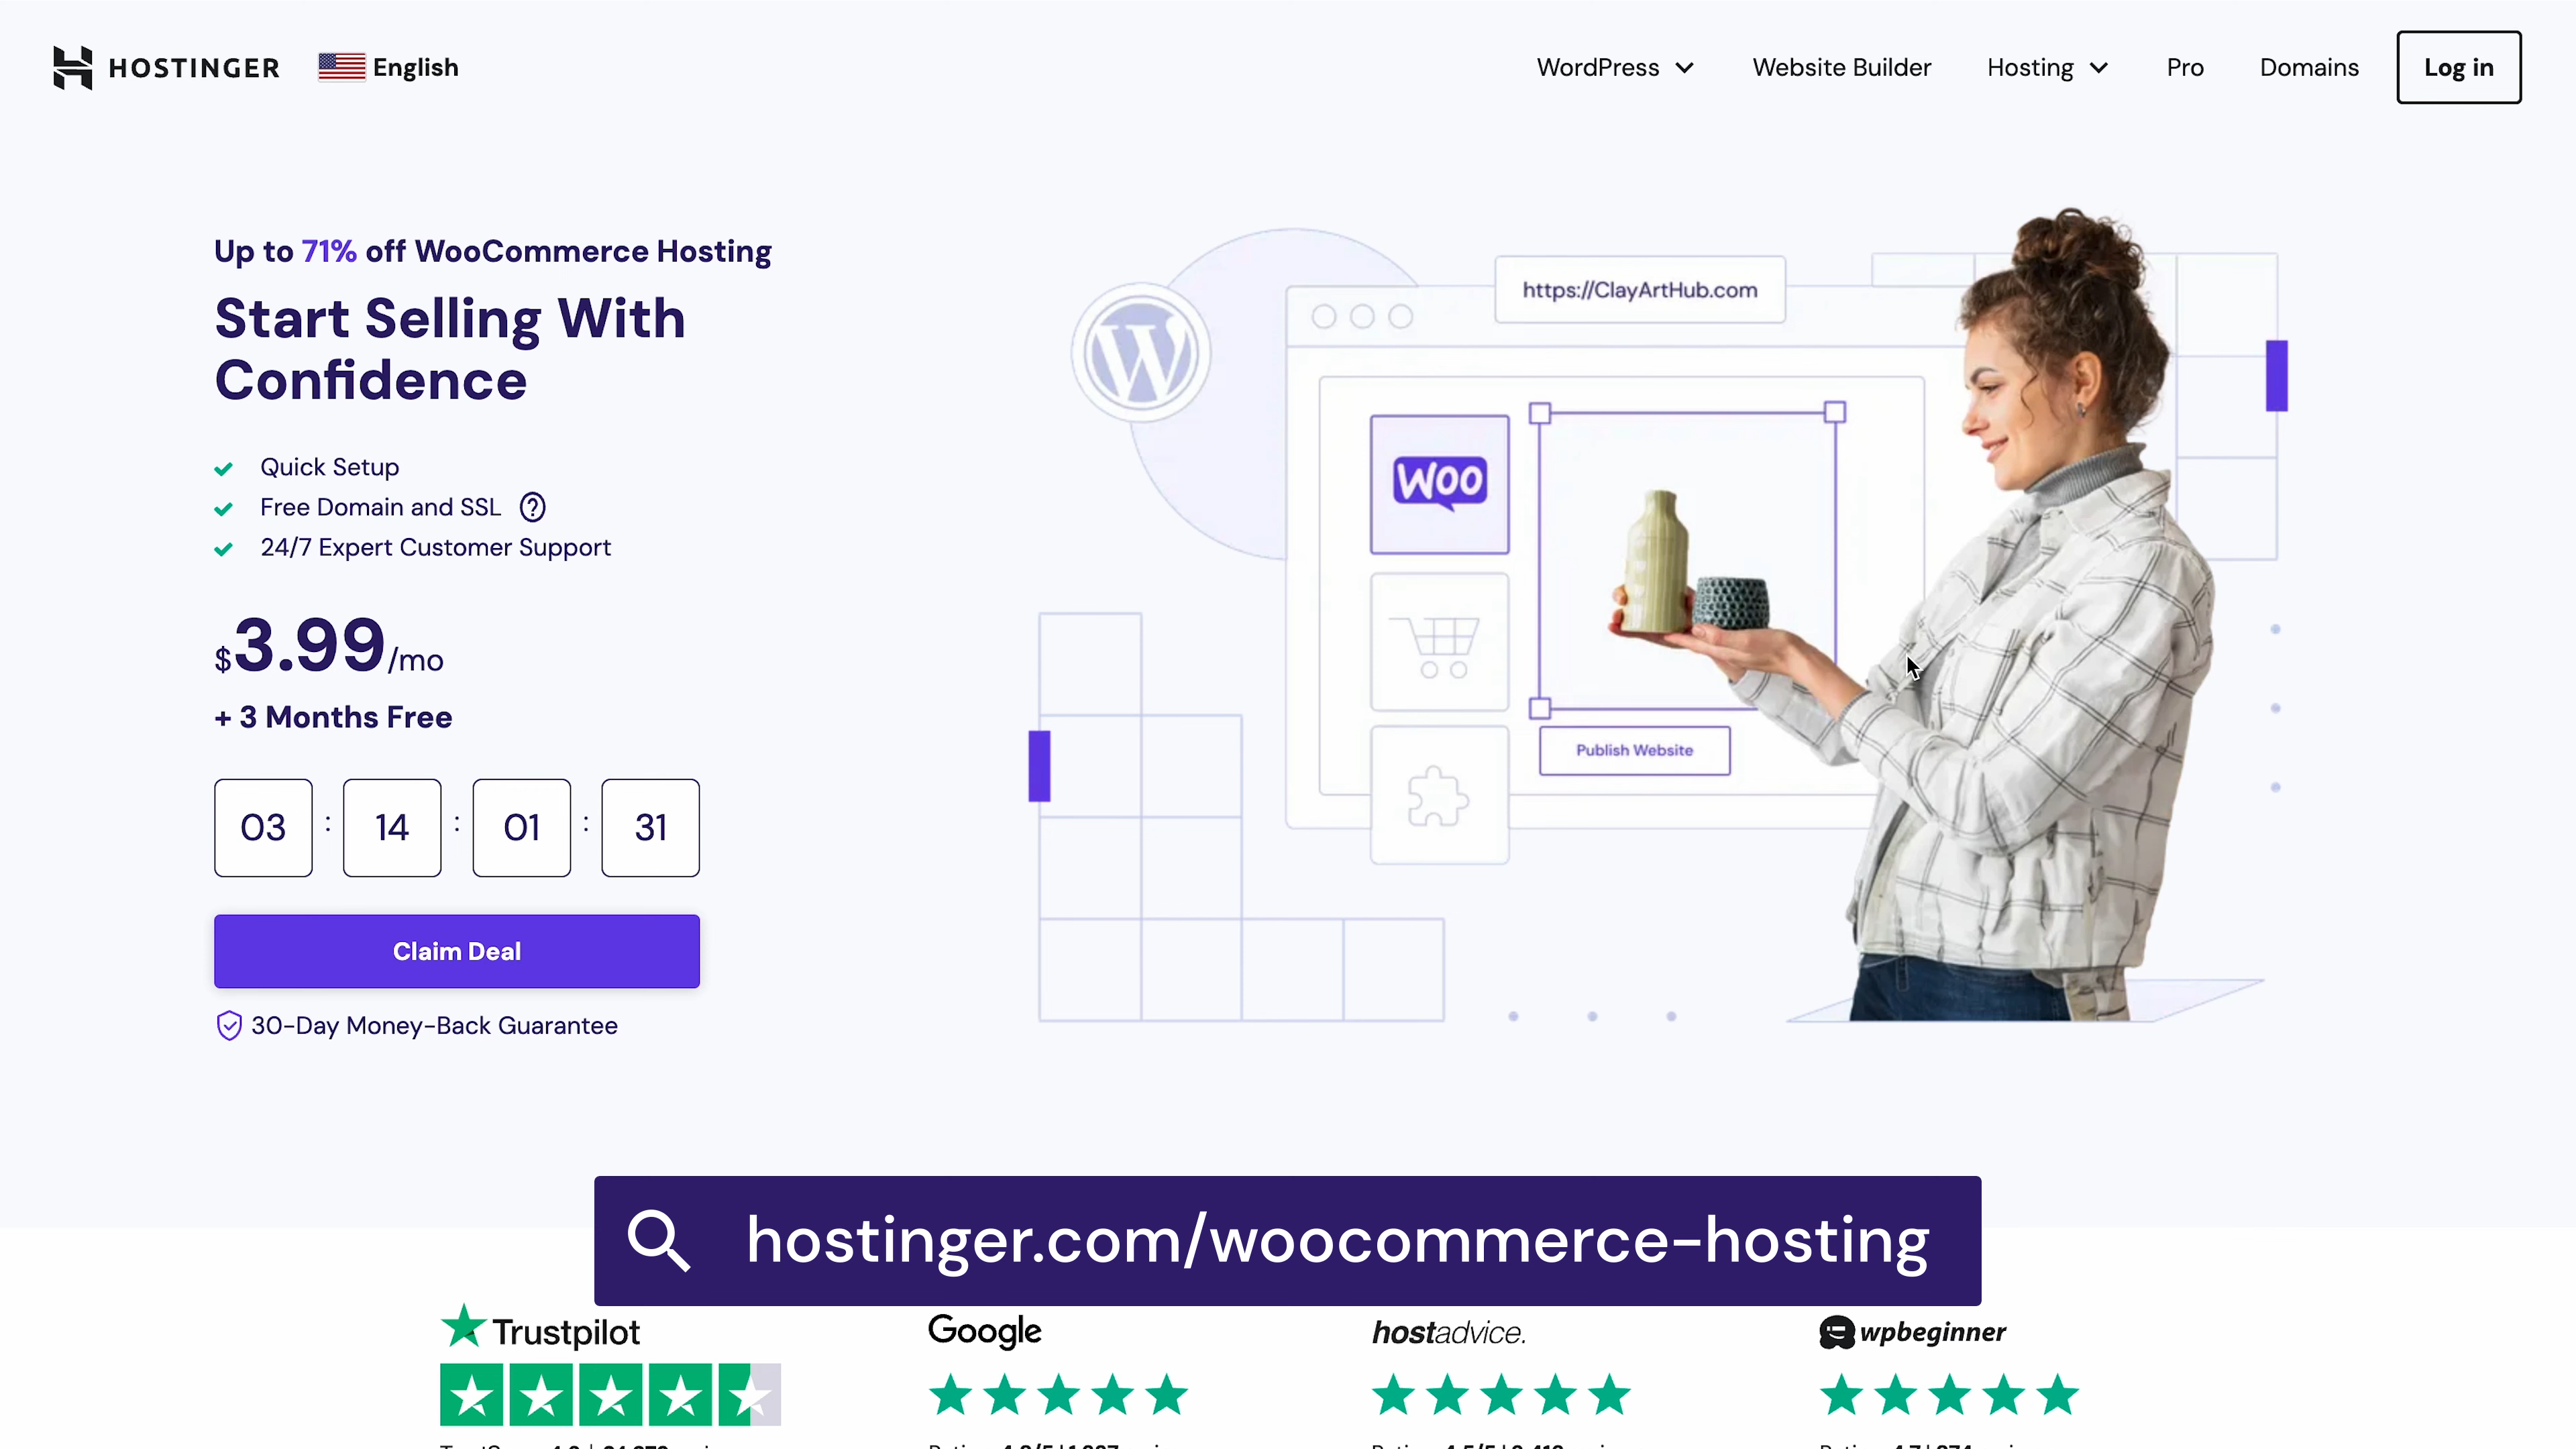 HOSTINGER
English
WordPress
Website Builder
Hosting
Pro
Domains
Log in
Up to 71% off WooCommerce Hosting
Start Selling With
Confidence
Quick Setup
Free Domain and SSL
24/7 Expert Customer Support
$3.99/mo
+ 3 Months Free
03 : 14 : 01 : 31
Claim Deal
30-Day Money-Back Guarantee
https://ClayArtHub.com
Woo
Publish Website
hostinger.com/woocommerce-hosting
Trustpilot
Google
hostadvice.
wpbeginner